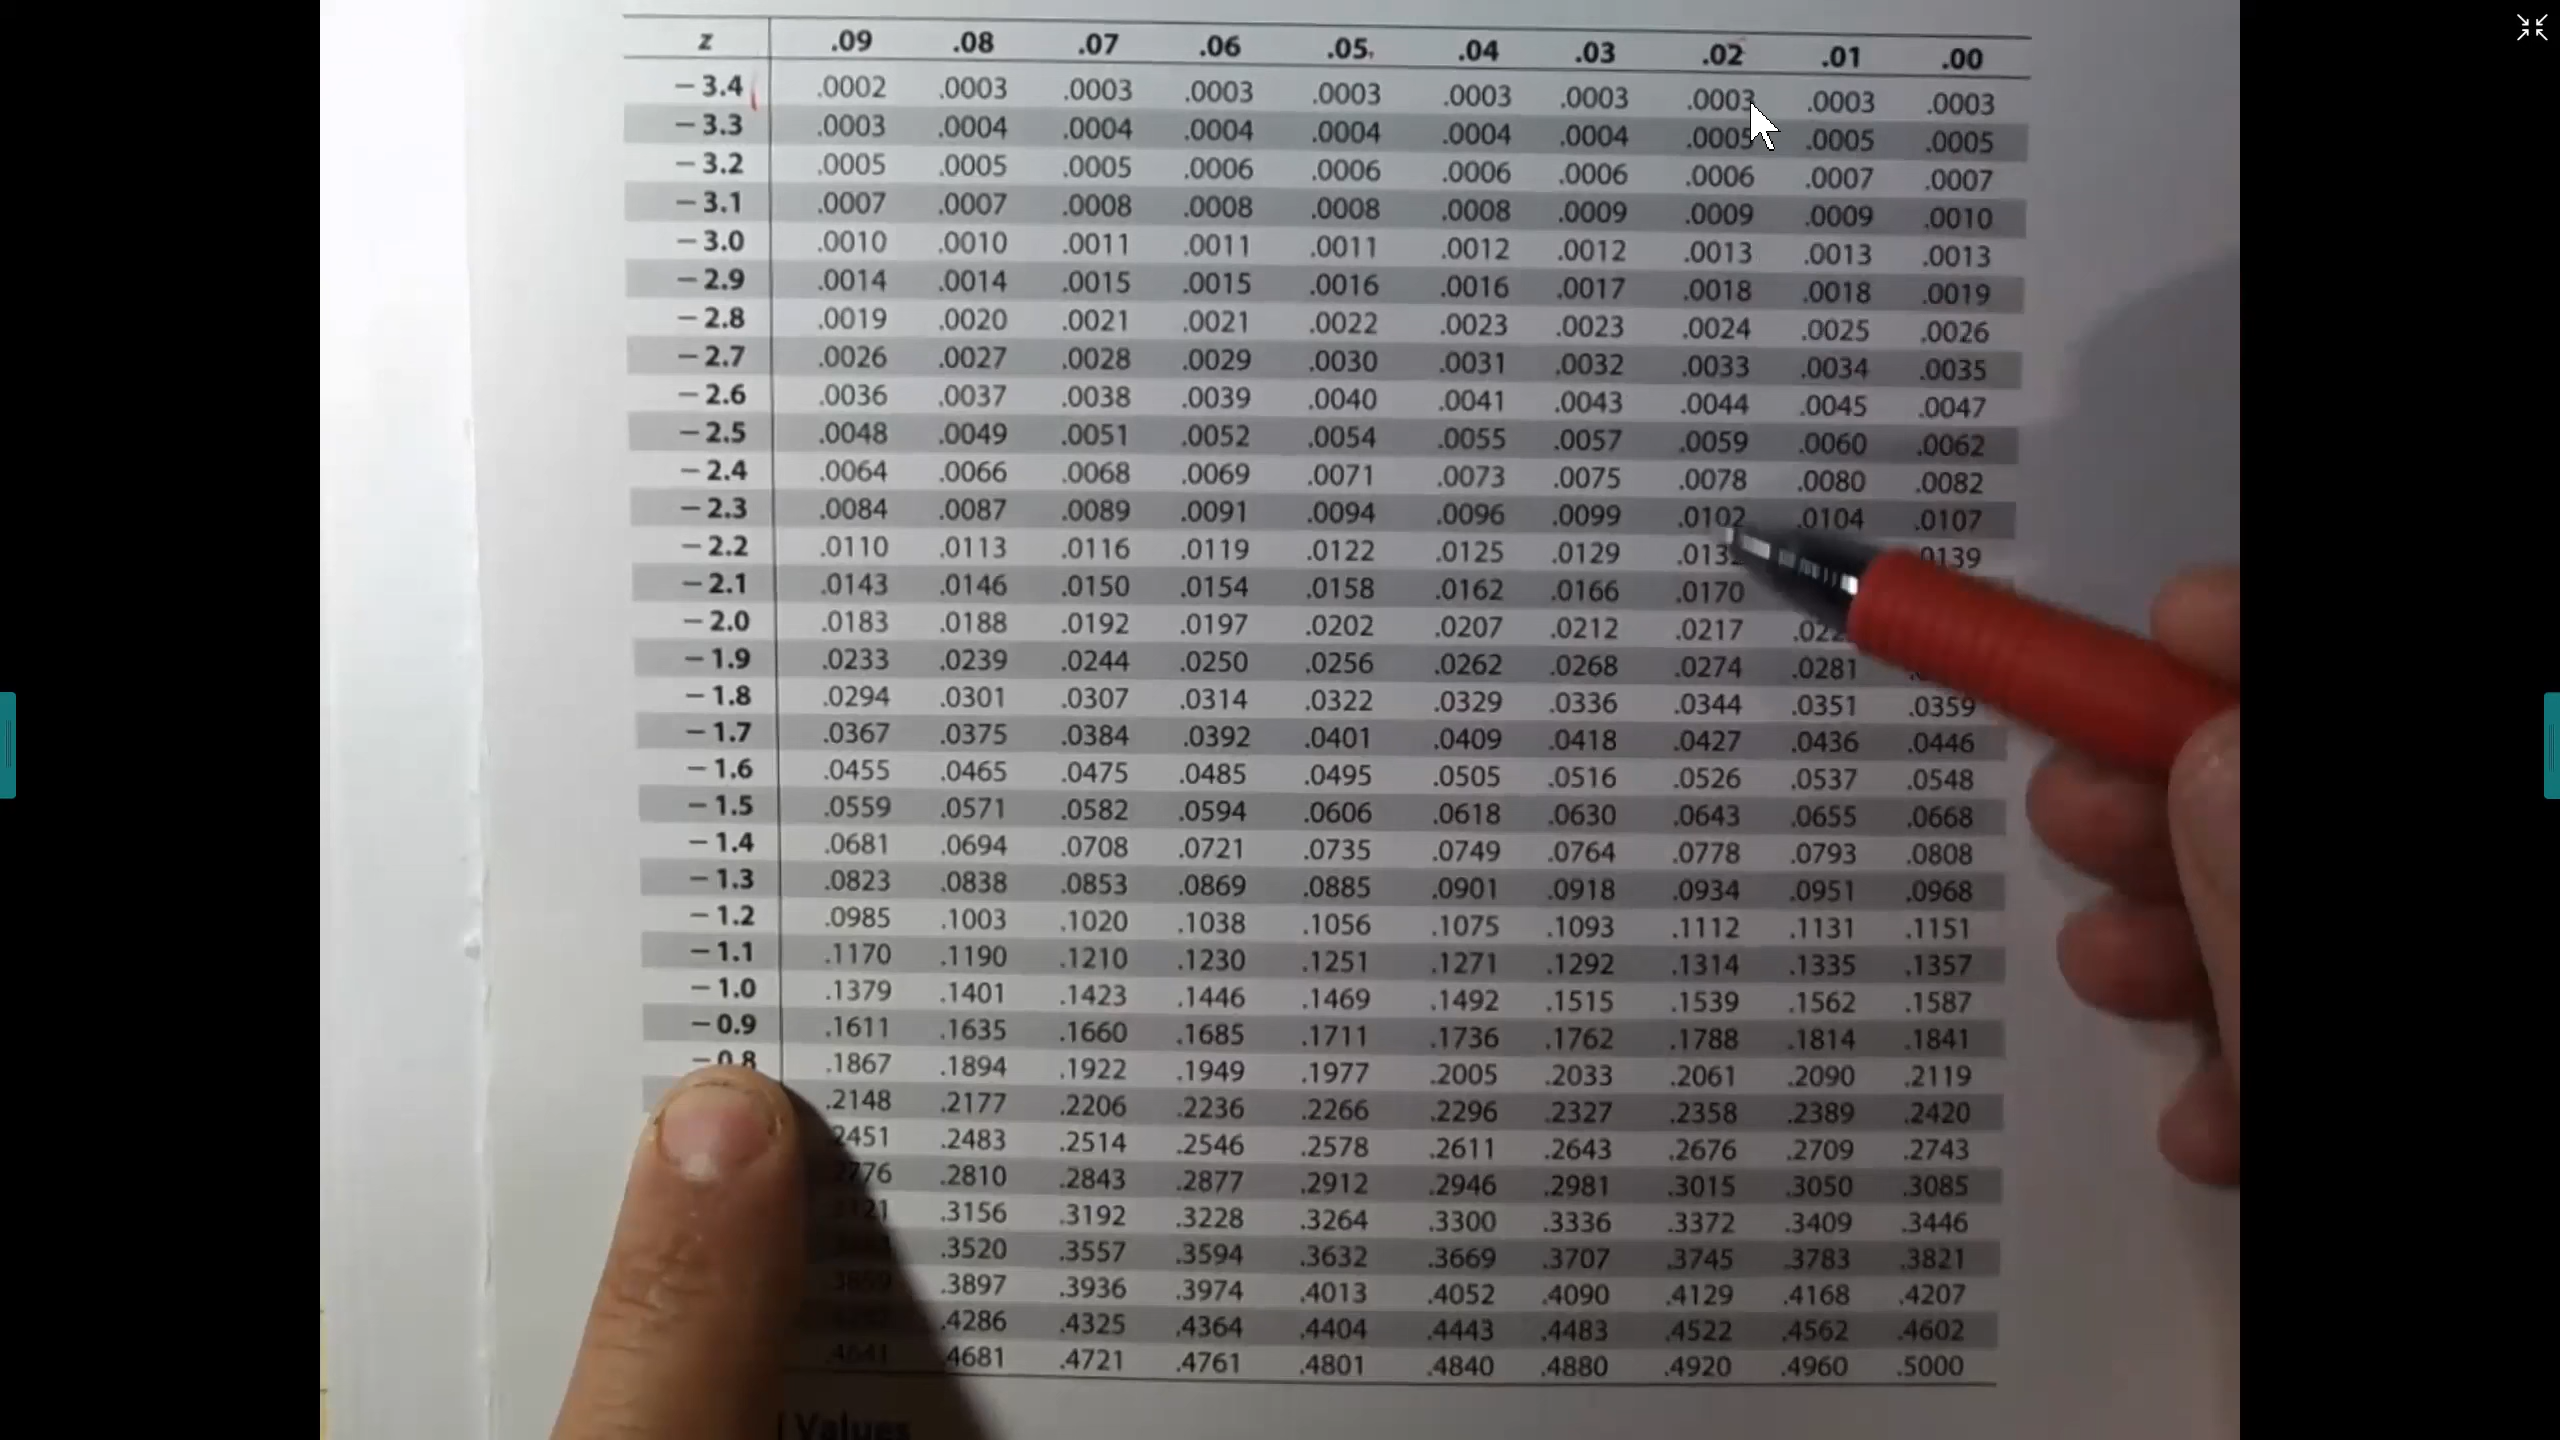 z .09 .08 .07 .06 .05 .04 .03 .02 .01 .00
− 3.4 .0002 .0003 .0003 .0003 .0003 .0003 .0003 .0003 .0003 .0003
− 3.3 .0003 .0004 .0004 .0004 .0004 .0004 .0004 .0005 .0005 .0005
− 3.2 .0005 .0005 .0005 .0006 .0006 .0006 .0006 .0006 .0007 .0007
− 3.1 .0007 .0007 .0008 .0008 .0008 .0008 .0009 .0009 .0009 .0010
− 3.0 .0010 .0010 .0011 .0011 .0011 .0012 .0012 .0013 .0013 .0013
− 2.9 .0014 .0014 .0015 .0015 .0016 .0016 .0017 .0018 .0018 .0019
− 2.8 .0019 .0020 .0021 .0021 .0022 .0023 .0023 .0024 .0025 .0026
− 2.7 .0026 .0027 .0028 .0029 .0030 .0031 .0032 .0033 .0034 .0035
− 2.6 .0036 .0037 .0038 .0039 .0040 .0041 .0043 .0044 .0045 .0047
− 2.5 .0048 .0049 .0051 .0052 .0054 .0055 .0057 .0059 .0060 .0062
− 2.4 .0064 .0066 .0068 .0069 .0071 .0073 .0075 .0078 .0080 .0082
− 2.3 .0084 .0087 .0089 .0091 .0094 .0096 .0099 .0102 .0104 .0107
− 2.2 .0110 .0113 .0116 .0119 .0122 .0125 .0129 .0139
− 2.1 .0143 .0146 .0150 .0154 .0158 .0162 .0166 .0170
− 2.0 .0183 .0188 .0192 .0197 .0202 .0207 .0212 .0217
− 1.9 .0233 .0239 .0244 .0250 .0256 .0262 .0268 .0274 .0281
− 1.8 .0294 .0301 .0307 .0314 .0322 .0329 .0336 .0344 .0351 .0359
− 1.7 .0367 .0375 .0384 .0392 .0401 .0409 .0418 .0427 .0436 .0446
− 1.6 .0455 .0465 .0475 .0485 .0495 .0505 .0516 .0526 .0537 .0548
− 1.5 .0559 .0571 .0582 .0594 .0606 .0618 .0630 .0643 .0655 .0668
− 1.4 .0681 .0694 .0708 .0721 .0735 .0749 .0764 .0778 .0793 .0808
− 1.3 .0823 .0838 .0853 .0869 .0885 .0901 .0918 .0934 .0951 .0968
− 1.2 .0985 .1003 .1020 .1038 .1056 .1075 .1093 .1112 .1131 .1151
− 1.1 .1170 .1190 .1210 .1230 .1251 .1271 .1292 .1314 .1335 .1357
− 1.0 .1379 .1401 .1423 .1446 .1469 .1492 .1515 .1539 .1562 .1587
− 0.9 .1611 .1635 .1660 .1685 .1711 .1736 .1762 .1788 .1814 .1841
− 0.8 .1867 .1894 .1922 .1949 .1977 .2005 .2033 .2061 .2090 .2119
.2148 .2177 .2206 .2236 .2266 .2296 .2327 .2358 .2389 .2420
.2451 .2483 .2514 .2546 .2578 .2611 .2643 .2676 .2709 .2743
.2810 .2843 .2877 .2912 .2946 .2981 .3015 .3050 .3085
.3156 .3192 .3228 .3264 .3300 .3336 .3372 .3409 .3446
.3520 .3557 .3594 .3632 .3669 .3707 .3745 .3783 .3821
.3897 .3936 .3974 .4013 .4052 .4090 .4129 .4168 .4207
.4286 .4325 .4364 .4404 .4443 .4483 .4522 .4562 .4602
.4641 .4681 .4721 .4761 .4801 .4840 .4880 .4920 .4960 .5000
Values